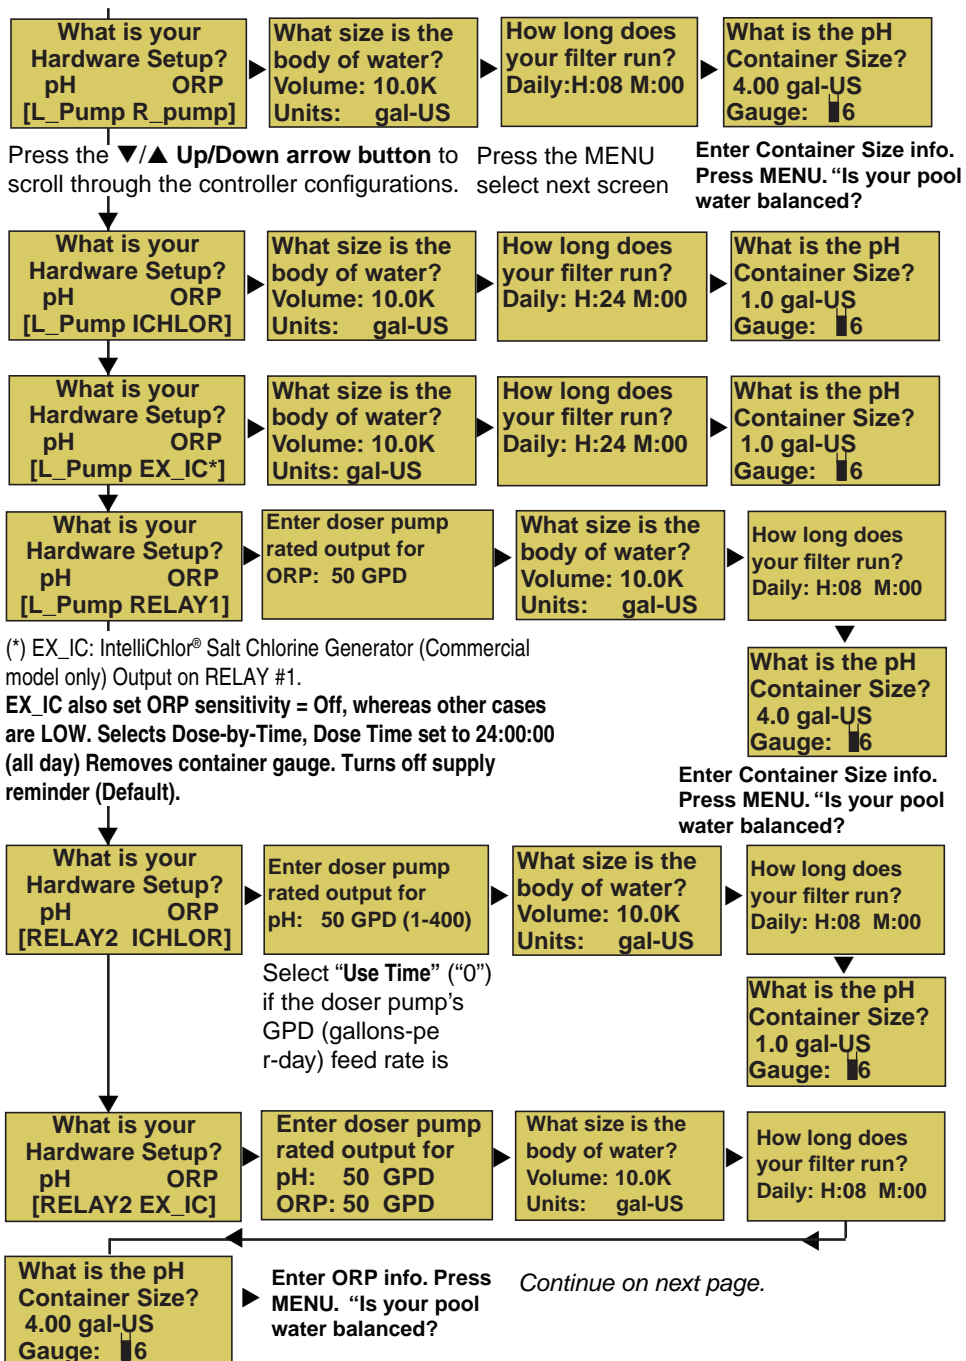 What is your
Hardware Setup?
pH ORP
[L_Pump R_pump]
What size is the
body of water?
Volume: 10.0K
Units: gal-US
How long does
your filter run?
Daily:H:08 M:00
What is the pH
Container Size?
4.00 gal-US
Gauge: 6
Press the ▼/▲ Up/Down arrow button to
scroll through the controller configurations.
Press the MENU
select next screen
Enter Container Size info.
Press MENU. “Is your pool
water balanced?
What is your
Hardware Setup?
pH ORP
[L_Pump ICHLOR]
What size is the
body of water?
Volume: 10.0K
Units: gal-US
How long does
your filter run?
Daily: H:24 M:00
What is the pH
Container Size?
1.0 gal-US
Gauge: 6
What is your
Hardware Setup?
pH ORP
[L_Pump EX_IC*]
What size is the
body of water?
Volume: 10.0K
Units: gal-US
How long does
your filter run?
Daily: H:24 M:00
What is the pH
Container Size?
1.0 gal-US
Gauge: 6
What is your
Hardware Setup?
pH ORP
[L_Pump RELAY1]
Enter doser pump
rated output for
ORP: 50 GPD
What size is the
body of water?
Volume: 10.0K
Units: gal-US
How long does
your filter run?
Daily: H:08 M:00
What is the pH
Container Size?
4.0 gal-US
Gauge: 6
Enter Container Size info.
Press MENU. “Is your pool
water balanced?
(*) EX_IC: IntelliChlor® Salt Chlorine Generator (Commercial
model only) Output on RELAY #1.
EX_IC also set ORP sensitivity = Off, whereas other cases
are LOW. Selects Dose-by-Time, Dose Time set to 24:00:00
(all day) Removes container gauge. Turns off supply
reminder (Default).
What is your
Hardware Setup?
pH ORP
[RELAY2 ICHLOR]
Enter doser pump
rated output for
pH: 50 GPD (1-400)
What size is the
body of water?
Volume: 10.0K
Units: gal-US
How long does
your filter run?
Daily: H:08 M:00
Select “Use Time” (“0”)
if the doser pump’s
GPD (gallons-pe
r-day) feed rate is
What is the pH
Container Size?
1.0 gal-US
Gauge: 6
What is your
Hardware Setup?
pH ORP
[RELAY2 EX_IC]
Enter doser pump
rated output for
pH: 50 GPD
ORP: 50 GPD
What size is the
body of water?
Volume: 10.0K
Units: gal-US
How long does
your filter run?
Daily: H:08 M:00
What is the pH
Container Size?
4.00 gal-US
Gauge: 6
Enter ORP info. Press
MENU. “Is your pool
water balanced?
Continue on next page.